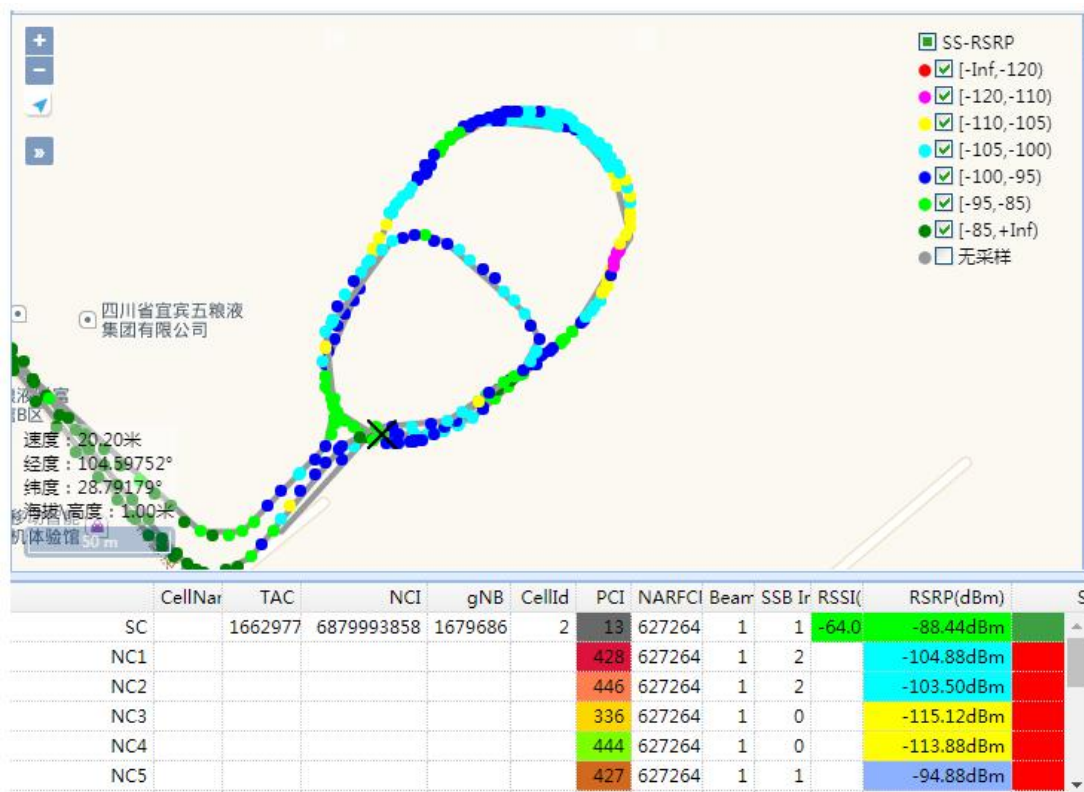 +
−
»
SS-RSRP
[-Inf,-120)
[-120,-110)
[-110,-105)
[-105,-100)
[-100,-95)
[-95,-85)
[-85,+Inf)
无采样
四川省宜宾五粮液
集团有限公司
B区
速度：20.20米
经度：104.59752°
纬度：28.79179°
海拔\高度：1.00米
机体验馆
50 m
CellNar TAC NCI gNB CellId PCI NARFCI Beam SSB Ir RSSI( RSRP(dBm) S
SC 1662977 6879993858 1679686 2 13 627264 1 1 -64.0 -88.44dBm
NC1 428 627264 1 2 -104.88dBm
NC2 446 627264 1 2 -103.50dBm
NC3 336 627264 1 0 -115.12dBm
NC4 444 627264 1 0 -113.88dBm
NC5 427 627264 1 1 -94.88dBm